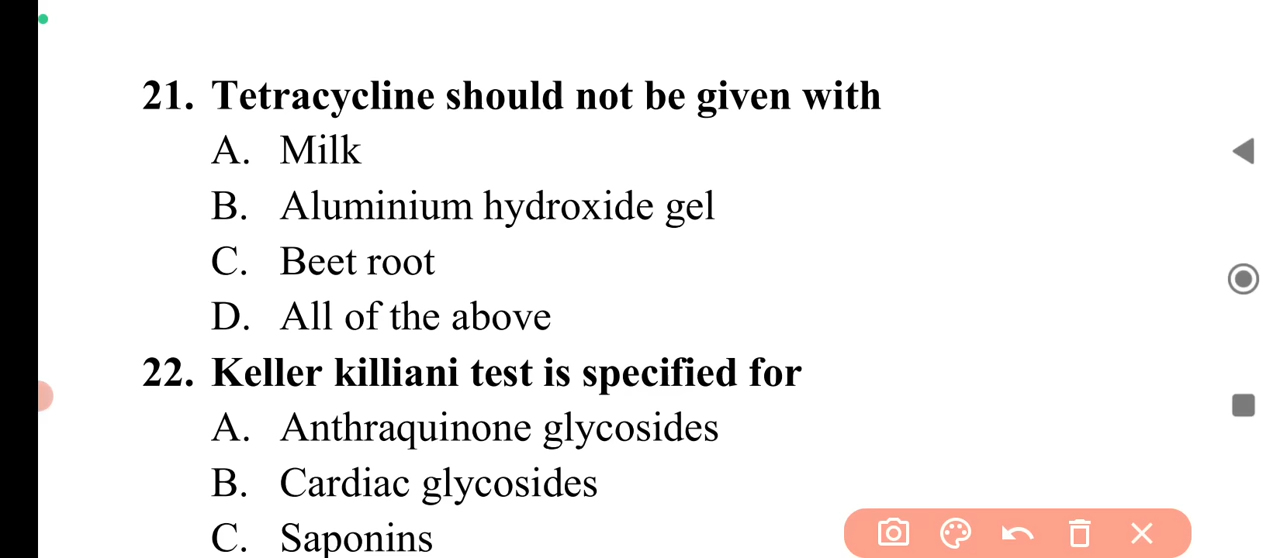 21. Tetracycline should not be given with
A. Milk
B. Aluminium hydroxide gel
C. Beet root
D. All of the above
22. Keller killiani test is specified for
A. Anthraquinone glycosides
B. Cardiac glycosides
C. Saponins